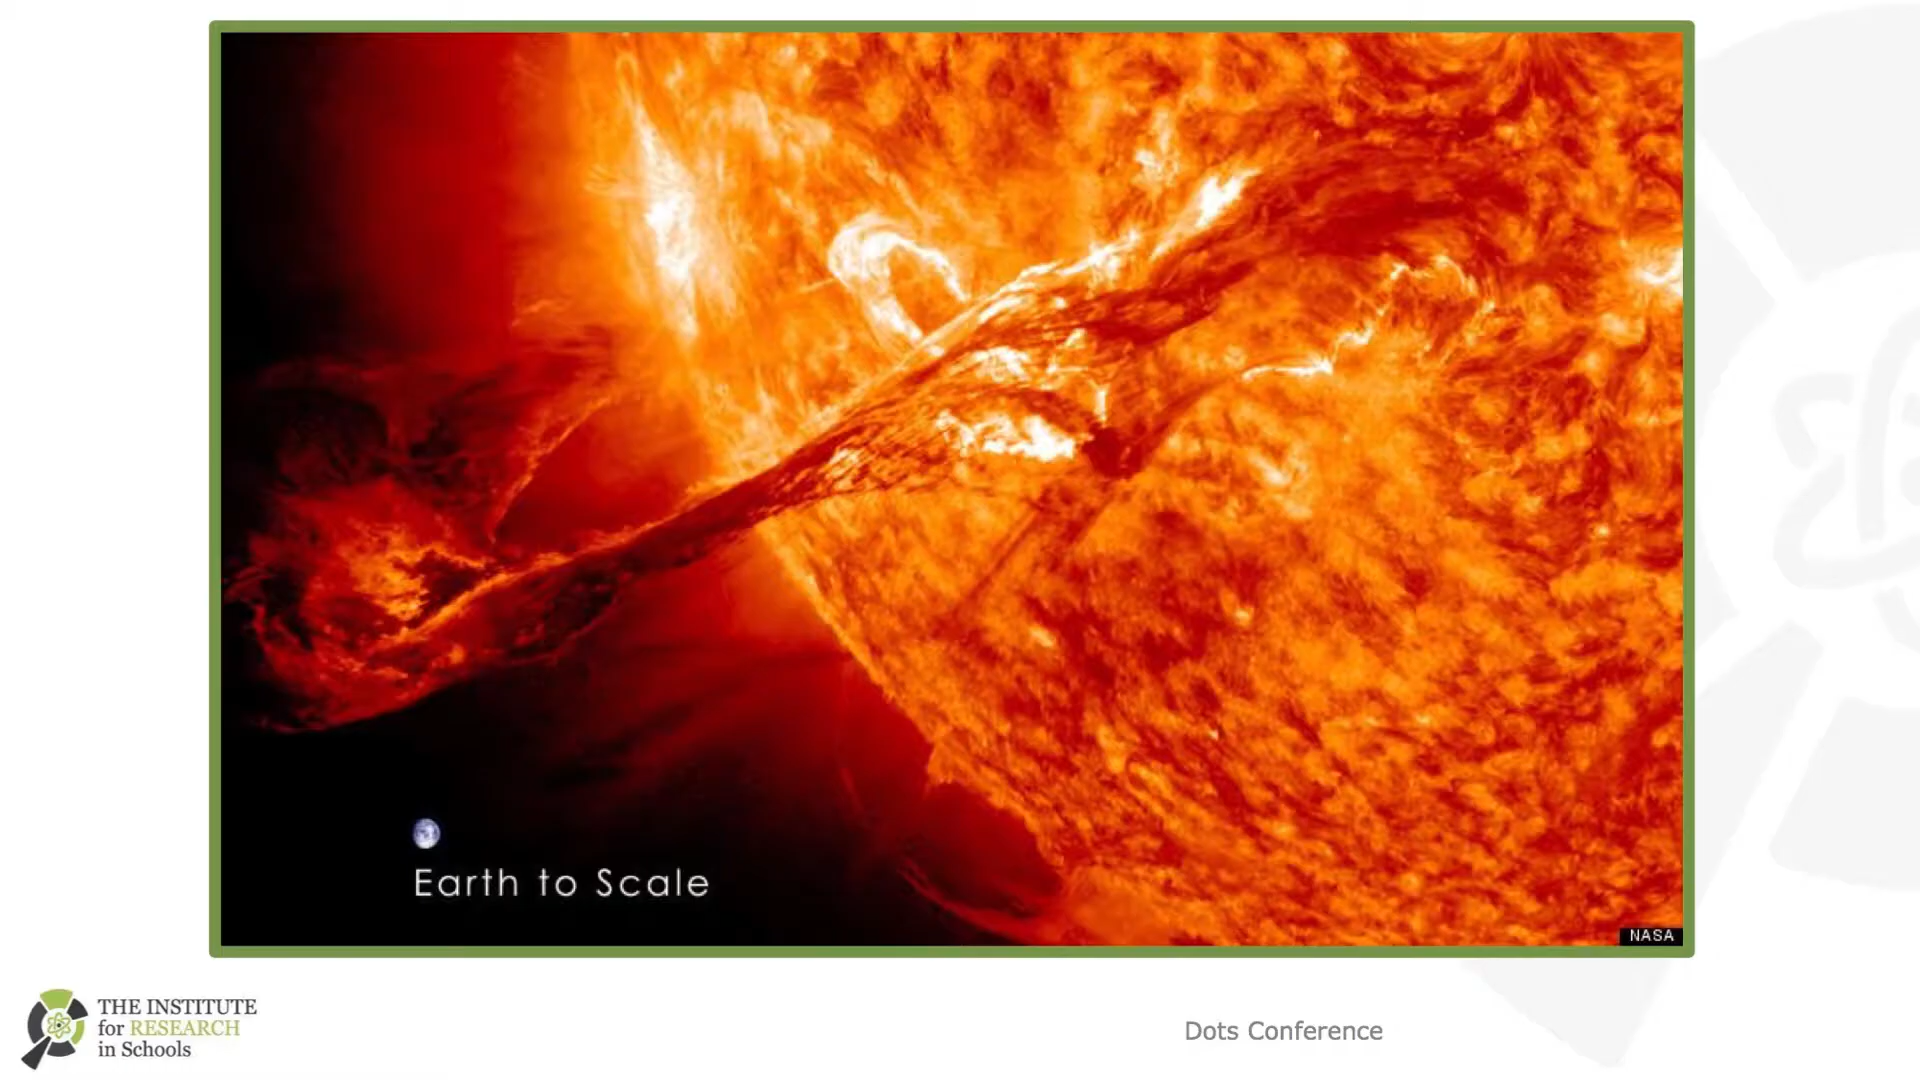 Earth to Scale
NASA
THE INSTITUTE
for RESEARCH
in Schools
Dots Conference